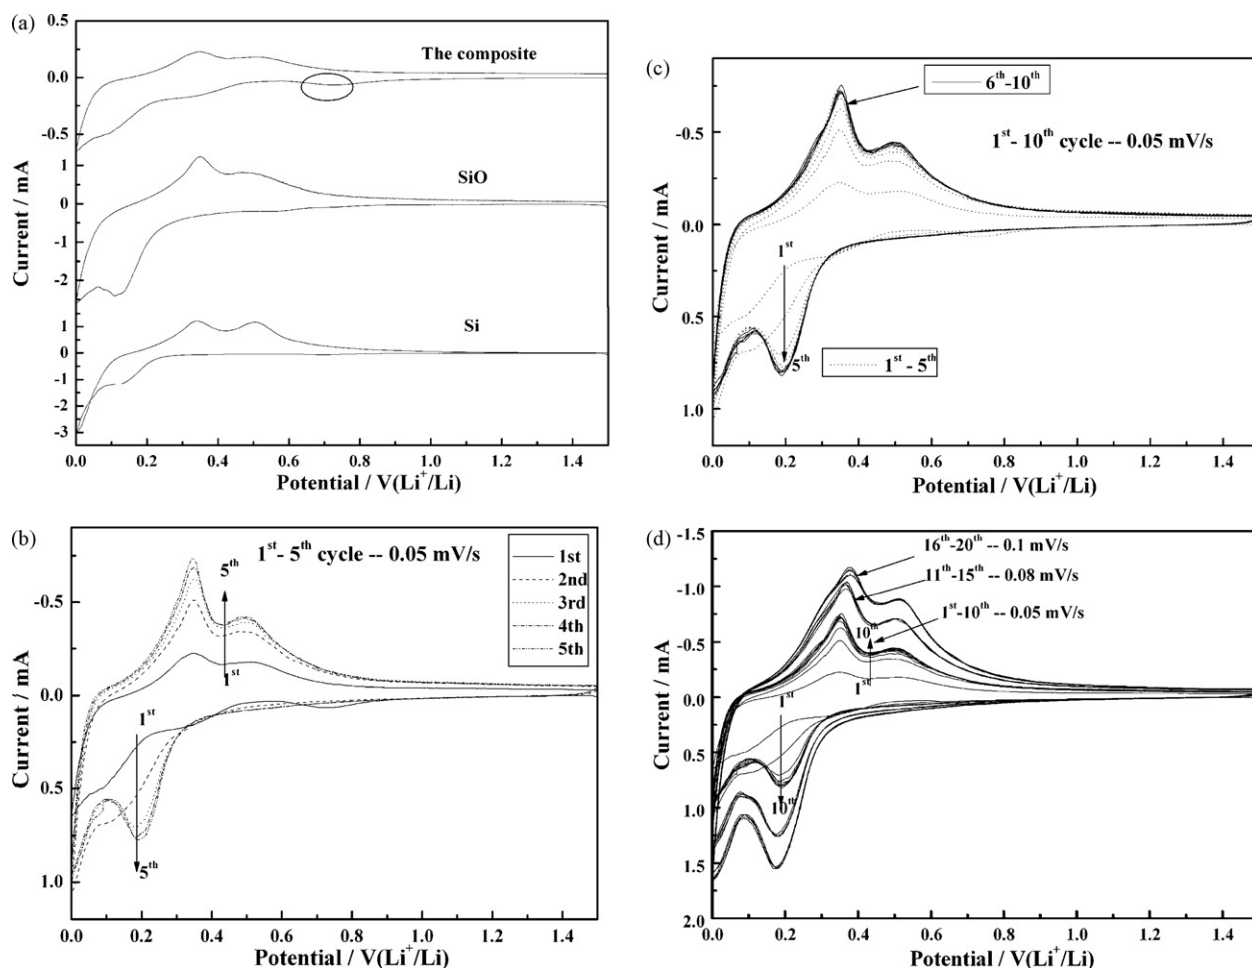 (a)
0.5
0.0
-0.5
1
0
-1
-2
1
0
-1
-2
-3
The composite
SiO
Si
Current / mA
0.0 0.2 0.4 0.6 0.8 1.0 1.2 1.4
Potential / V(Li⁺/Li)
(c)
-0.5
0.0
0.5
1.0
6ᵗʰ-10ᵗʰ
1ˢᵗ- 10ᵗʰ cycle -- 0.05 mV/s
1ˢᵗ
5ᵗʰ
1ˢᵗ - 5ᵗʰ
Current / mA
0.0 0.2 0.4 0.6 0.8 1.0 1.2 1.4
Potential / V(Li⁺/Li)
(b)
-0.5
0.0
0.5
1.0
1ˢᵗ- 5ᵗʰ cycle -- 0.05 mV/s
1st
2nd
3rd
4th
5th
5ᵗʰ
1ˢᵗ
1ˢᵗ
5ᵗʰ
Current / mA
0.0 0.2 0.4 0.6 0.8 1.0 1.2 1.4
Potential / V(Li⁺/Li)
(d)
-1.5
-1.0
-0.5
0.0
0.5
1.0
1.5
2.0
16ᵗʰ-20ᵗʰ -- 0.1 mV/s
11ᵗʰ-15ᵗʰ -- 0.08 mV/s
1ˢᵗ-10ᵗʰ -- 0.05 mV/s
10ᵗʰ
1ˢᵗ
1ˢᵗ
10ᵗʰ
Current / mA
0.0 0.2 0.4 0.6 0.8 1.0 1.2 1.4
Potential / V(Li⁺/Li)